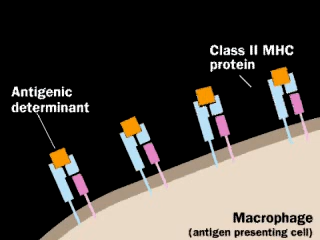 Class II MHC
protein
Antigenic
determinant
Macrophage
(antigen presenting cell)